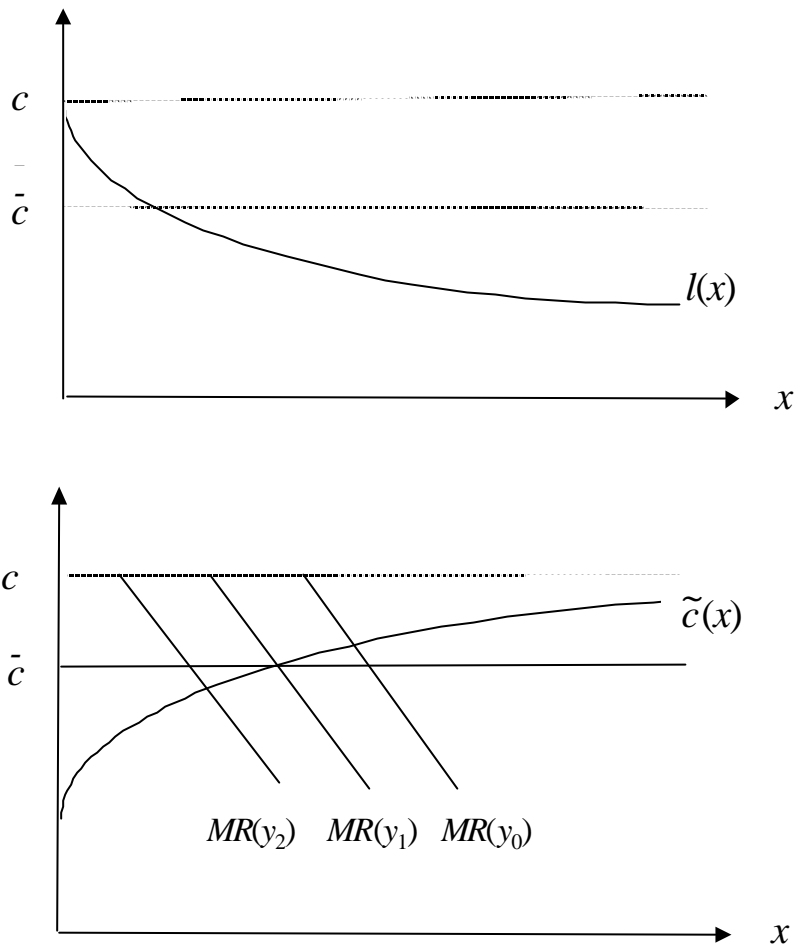 c
c̄
l(x)
x
c
c̃(x)
c̄
MR(y₂) MR(y₁) MR(y₀)
x